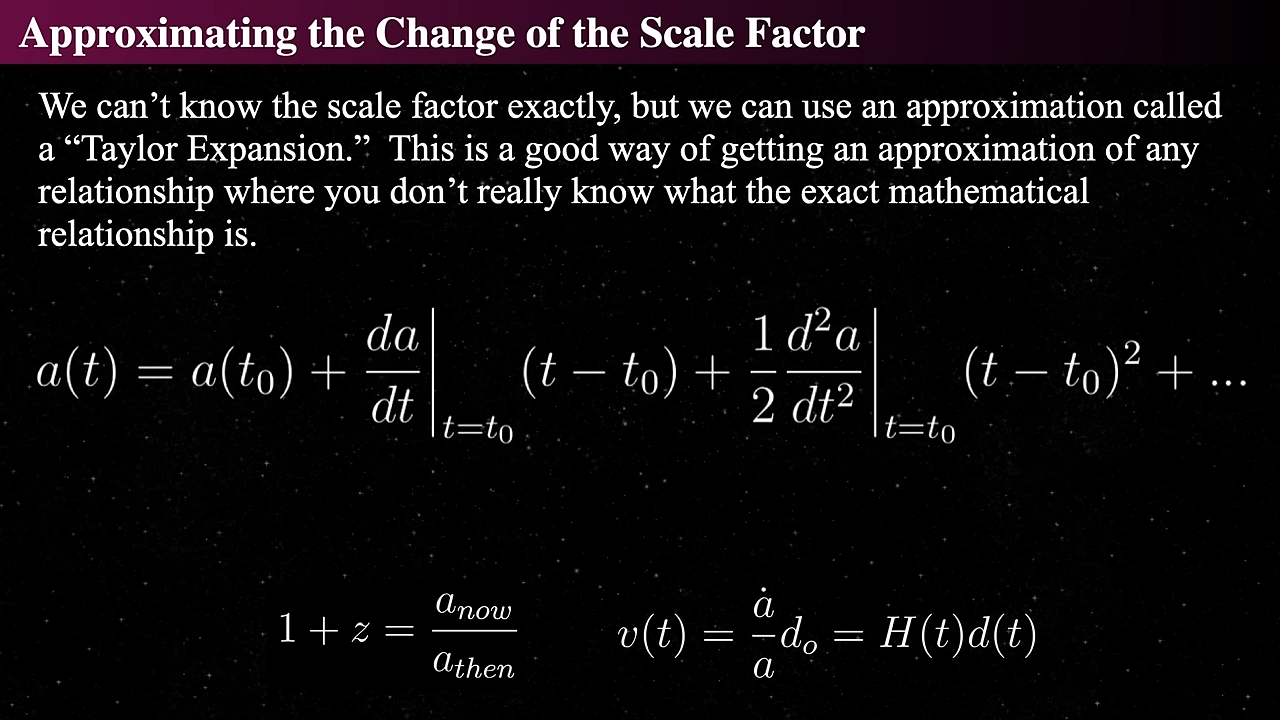 Approximating the Change of the Scale Factor
We can’t know the scale factor exactly, but we can use an approximation called
a “Taylor Expansion.”  This is a good way of getting an approximation of any
relationship where you don’t really know what the exact mathematical
relationship is.
a(t) = a(t₀) + da/dt|ₜ₌ₜ₀ (t − t₀) + 1/2 d²a/dt²|ₜ₌ₜ₀ (t − t₀)² + ...
1 + z = a_now/a_then
v(t) = ȧ/a dₒ = H(t)d(t)